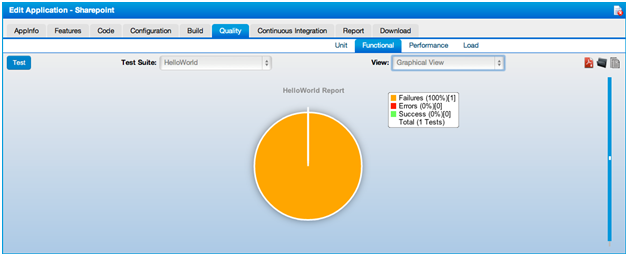 Edit Application - Sharepoint
AppInfo Features Code Configuration Build Quality Continuous Integration Report Download
Unit Functional Performance Load
Test Test Suite: HelloWorld View: Graphical View
HelloWorld Report
Failures (100%)[1]
Errors (0%)[0]
Success (0%)[0]
Total (1 Tests)